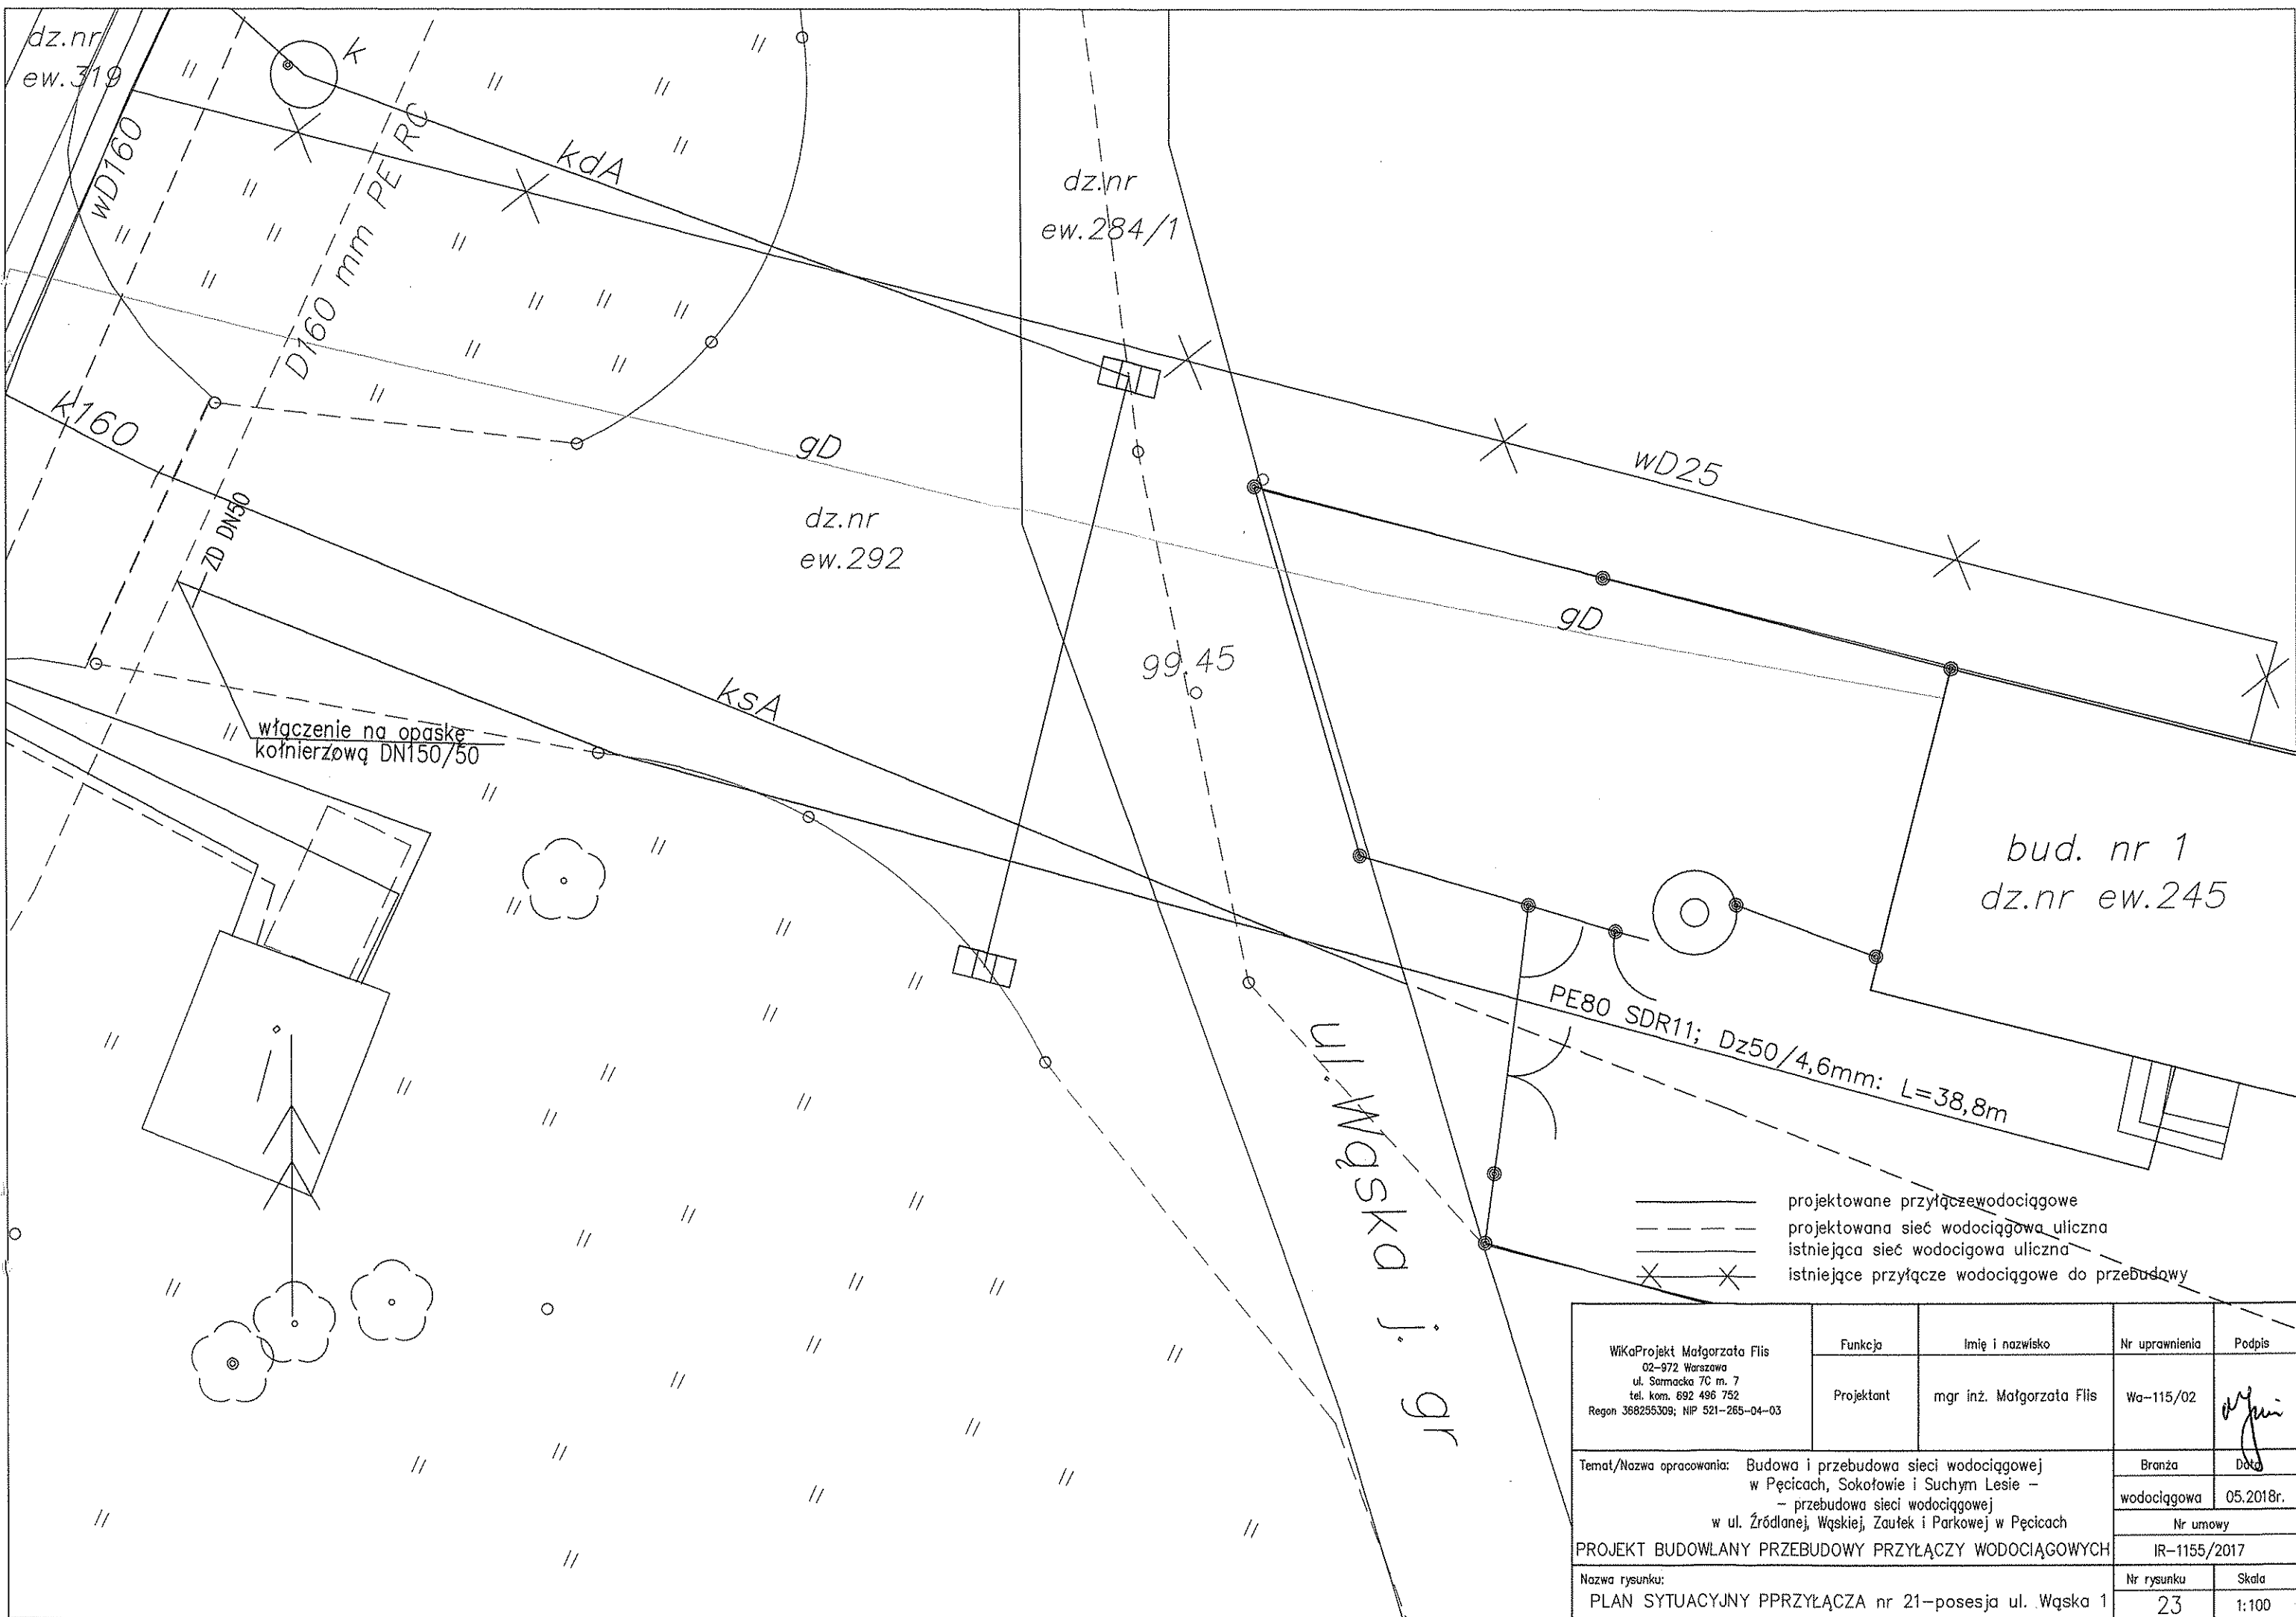 dz.nr
ew.319
k
wD160
D160 mm PE RC
kdA
dz.nr
ew.284/1
k160
gD
wD25
ZD DN50
dz.nr
ew.292
gD
99.45
ksA
włączenie na opaskę
kołnierzową DN150/50
bud. nr 1
dz.nr ew.245
PE80 SDR11; Dz50/4,6mm: L=38,8m
ul. Wąska j. gr
i
projektowane przyłączewodociągowe
projektowana sieć wodociągowa uliczna
istniejąca sieć wodocigowa uliczna
istniejące przyłącze wodociągowe do przebudowy
WiKaProjekt Małgorzata Flis
02-972 Warszawa
ul. Sarmacka 7C m. 7
tel. kom. 692 496 752
Regon 368255309; NIP 521-265-04-03
Funkcja
Imię i nazwisko
Nr uprawnienia
Podpis
Projektant
mgr inż. Małgorzata Flis
Wa-115/02
Temat/Nazwa opracowania: Budowa i przebudowa sieci wodociągowej
w Pęcicach, Sokołowie i Suchym Lesie -
- przebudowa sieci wodociągowej
w ul. Źródlanej, Wąskiej, Zaułek i Parkowej w Pęcicach
PROJEKT BUDOWLANY PRZEBUDOWY PRZYŁĄCZY WODOCIĄGOWYCH
Branża
Data
wodociągowa
05.2018r.
Nr umowy
IR-1155/2017
Nazwa rysunku:
PLAN SYTUACYJNY PPRZYŁĄCZA nr 21-posesja ul. Wąska 1
Nr rysunku
Skala
23
1:100